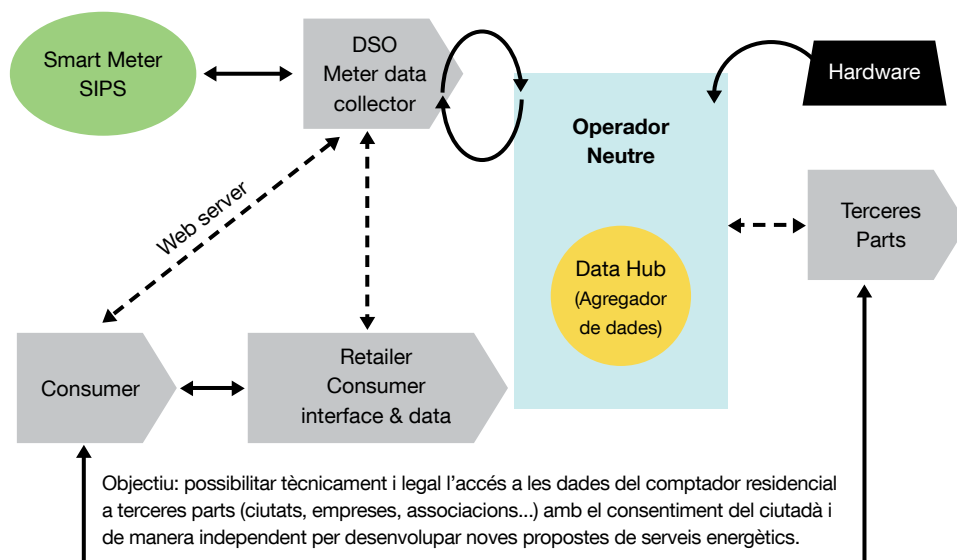 Smart Meter
SIPS
DSO
Meter data
collector
Hardware
Operador
Neutre
Web server
Terceres
Parts
Data Hub
(Agregador
de dades)
Consumer
Retailer
Consumer
interface & data
Objectiu: possibilitar tècnicament i legal l’accés a les dades del comptador residencial
a terceres parts (ciutats, empreses, associacions...) amb el consentiment del ciutadà i
de manera independent per desenvolupar noves propostes de serveis energètics.